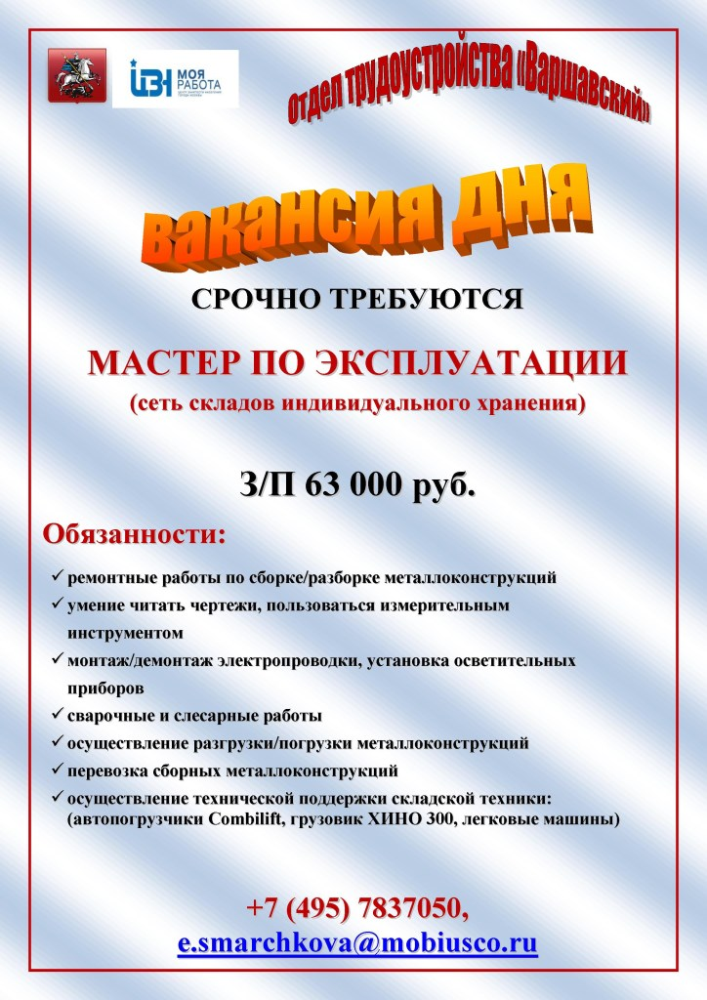 МОЯ
РАБОТА
отдел трудоустройства «Варшавский»
вакансия дня
СРОЧНО ТРЕБУЮТСЯ
МАСТЕР ПО ЭКСПЛУАТАЦИИ
(сеть складов индивидуального хранения)
З/П 63 000 руб.
Обязанности:
✓ ремонтные работы по сборке/разборке металлоконструкций
✓ умение читать чертежи, пользоваться измерительным
инструментом
✓ монтаж/демонтаж электропроводки, установка осветительных
приборов
✓ сварочные и слесарные работы
✓ осуществление разгрузки/погрузки металлоконструкций
✓ перевозка сборных металлоконструкций
✓ осуществление технической поддержки складской техники:
(автопогрузчики Combilift, грузовик ХИНО 300, легковые машины)
+7 (495) 7837050,
e.smarchkova@mobiusco.ru